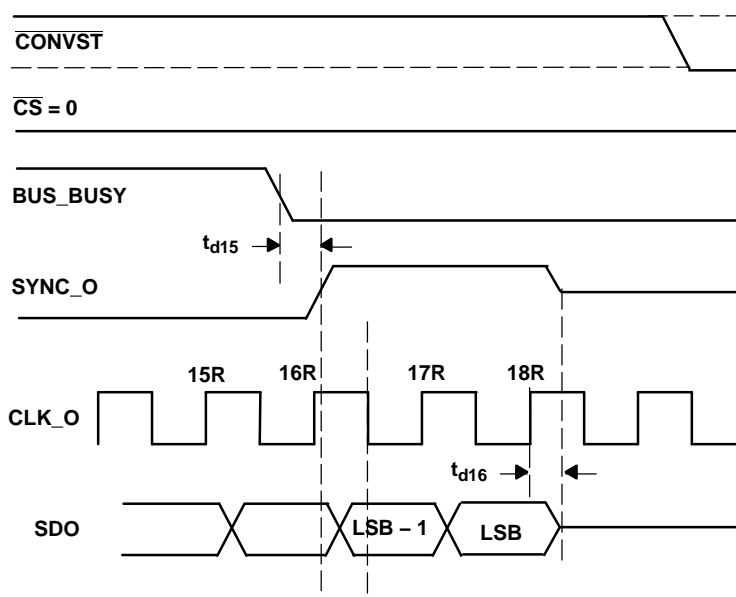 CONVST
CS = 0
BUS_BUSY
td15
SYNC_O
15R 16R 17R 18R
CLK_O
td16
SDO LSB – 1 LSB